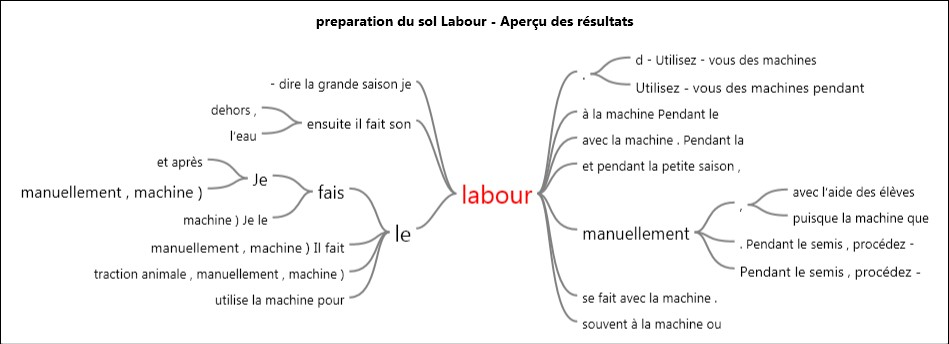 preparation du sol Labour - Aperçu des résultats
- dire la grande saison je
dehors ,
l'eau
ensuite il fait son
et après
manuellement , machine )
Je
machine ) Je le
fais
manuellement , machine ) Il fait
traction animale , manuellement , machine )
utilise la machine pour
le
labour
.
d - Utilisez - vous des machines
Utilisez - vous des machines pendant
à la machine Pendant le
avec la machine . Pendant la
et pendant la petite saison ,
manuellement
,
avec l'aide des élèves
puisque la machine que
. Pendant le semis , procédez -
Pendant le semis , procédez -
se fait avec la machine .
souvent à la machine ou